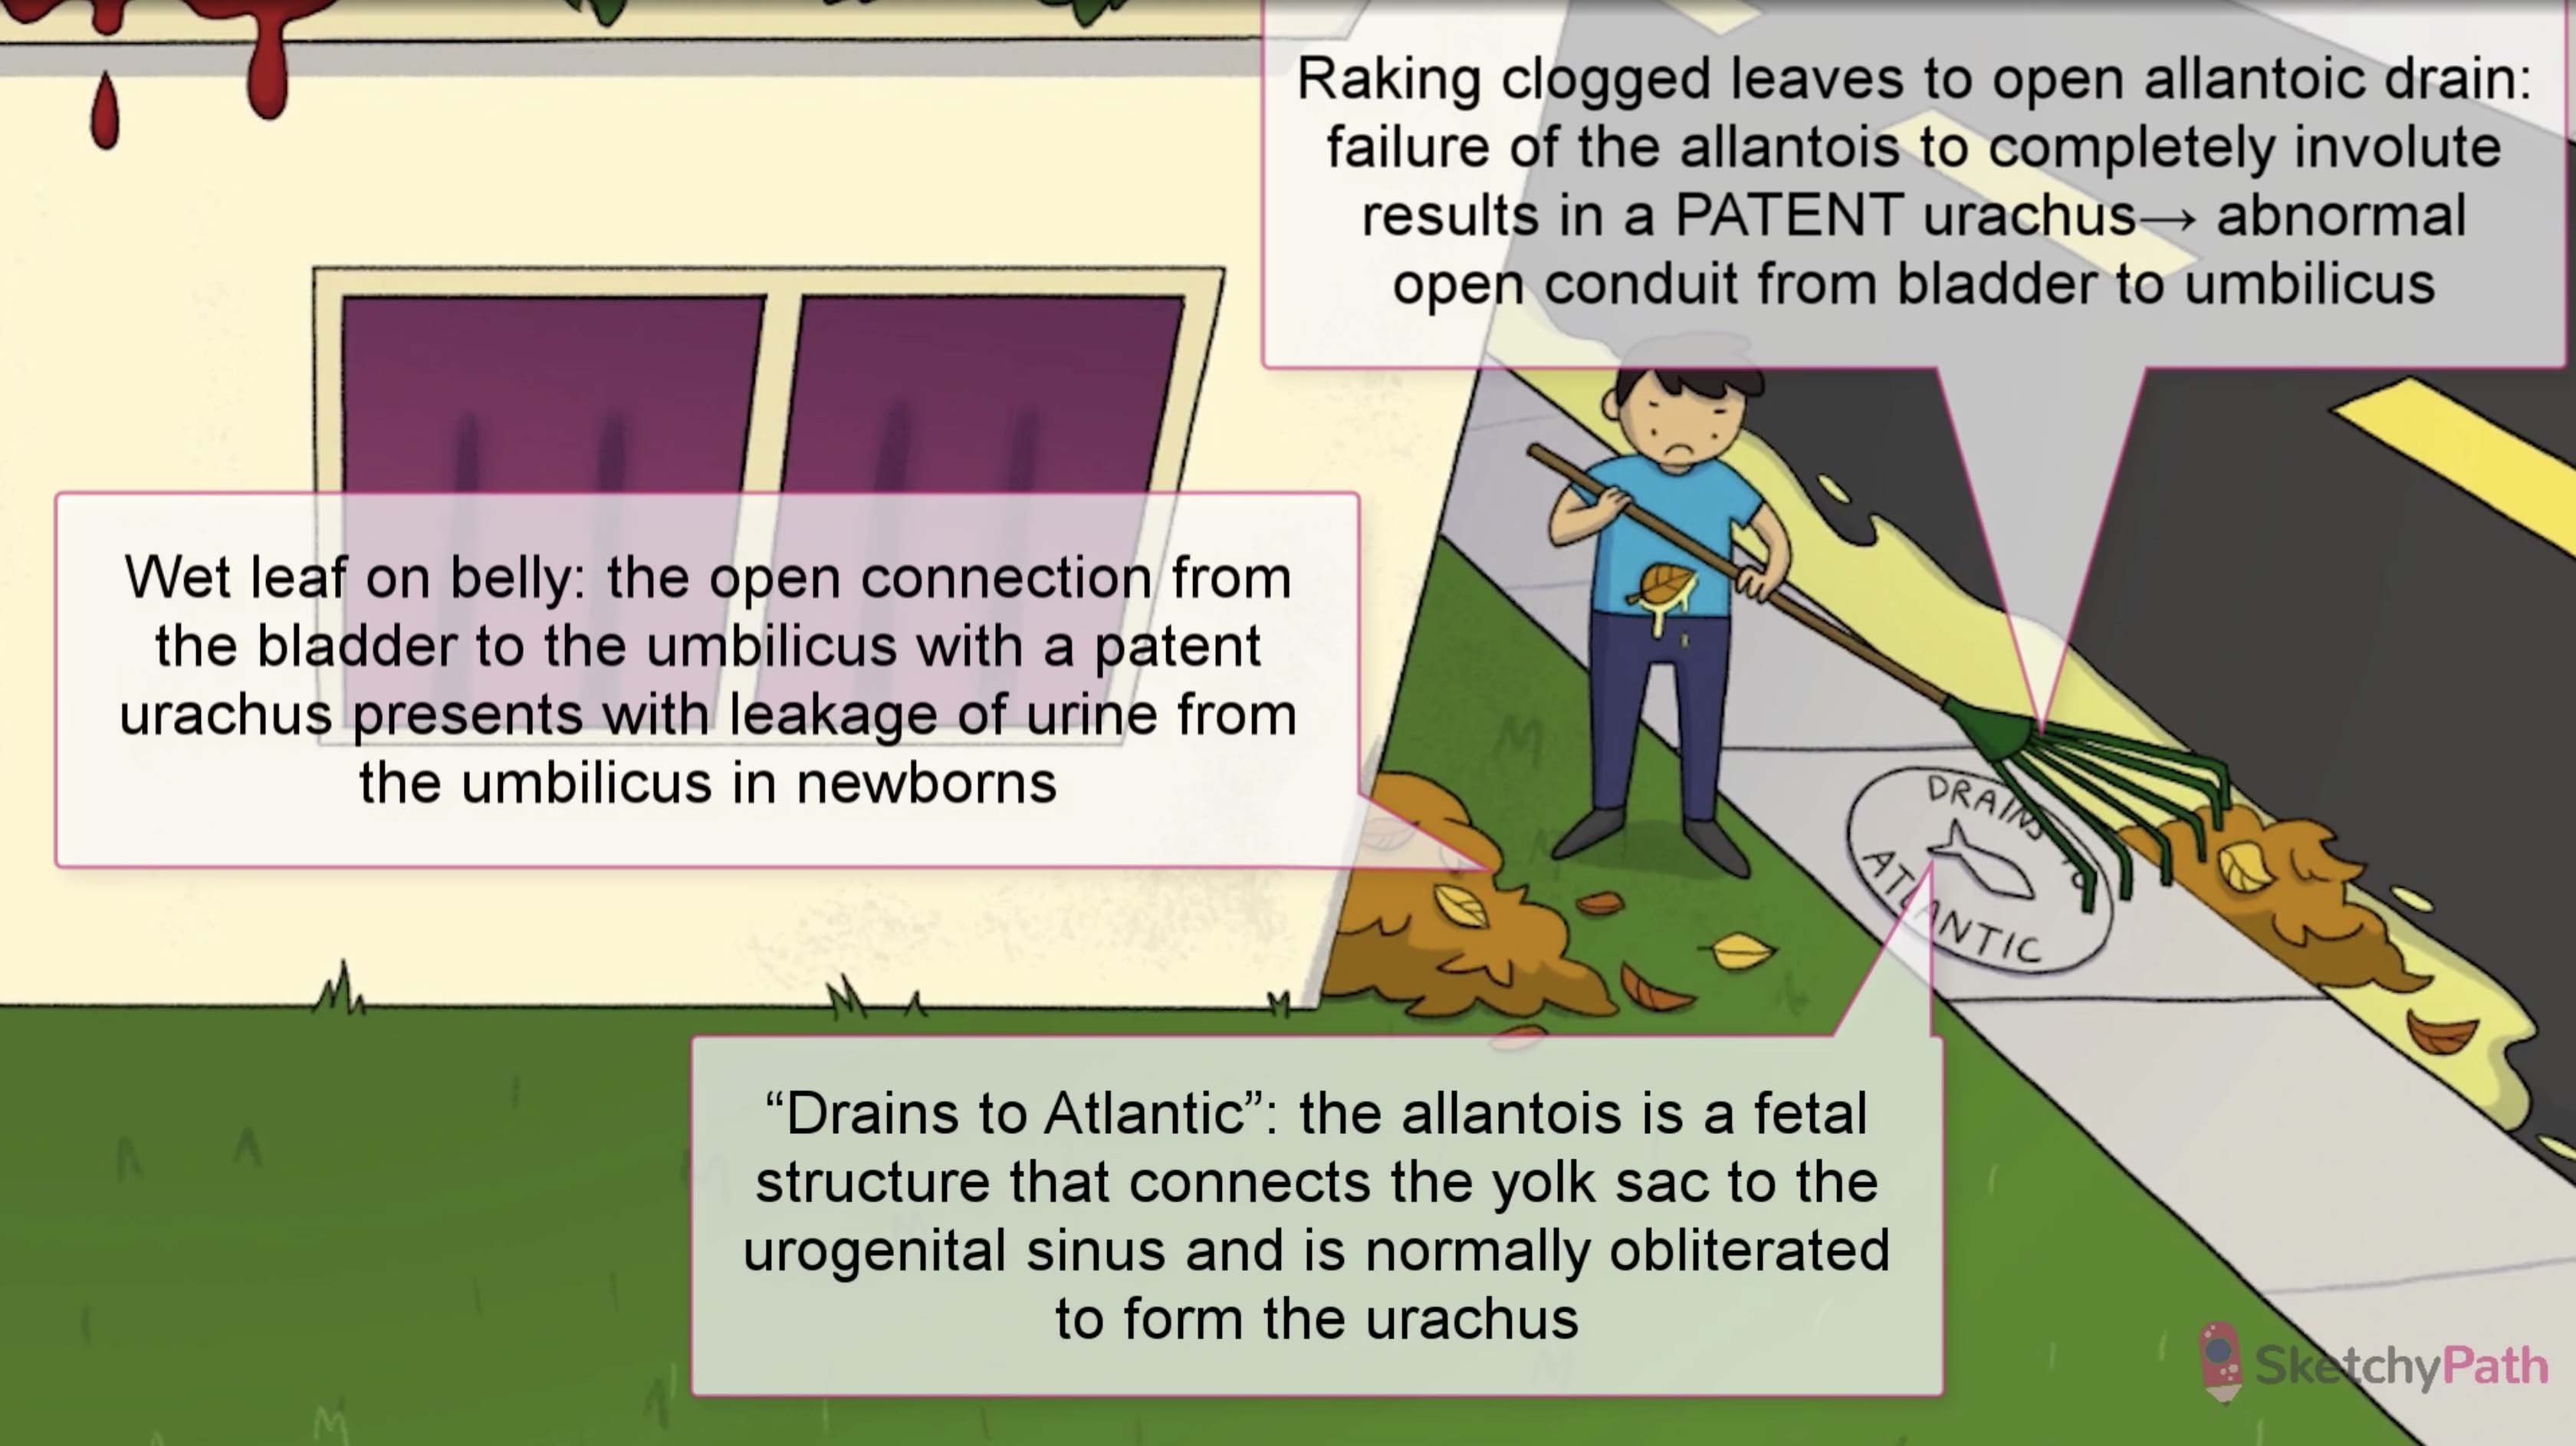 Raking clogged leaves to open allantoic drain:
failure of the allantois to completely involute
results in a PATENT urachus→ abnormal
open conduit from bladder to umbilicus
Wet leaf on belly: the open connection from
the bladder to the umbilicus with a patent
urachus presents with leakage of urine from
the umbilicus in newborns
DRAINS TO
ATLANTIC
“Drains to Atlantic”: the allantois is a fetal
structure that connects the yolk sac to the
urogenital sinus and is normally obliterated
to form the urachus
SketchyPath